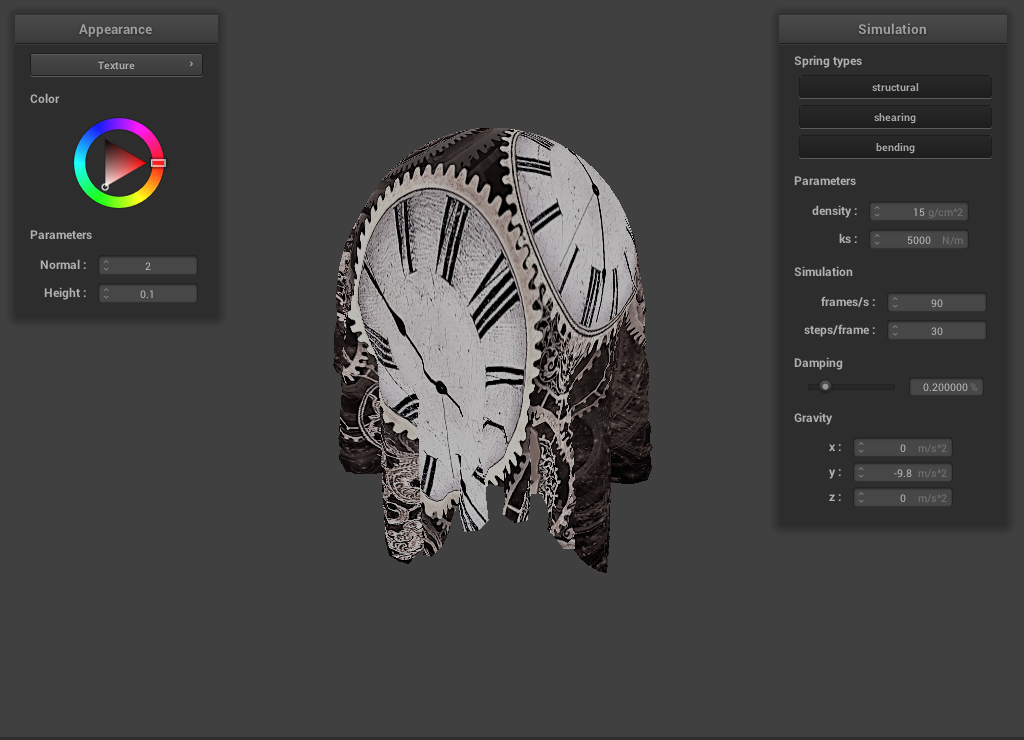 Appearance
Texture
Color
Parameters
Normal : 2
Height : 0.1
Simulation
Spring types
structural
shearing
bending
Parameters
density : 15 g/cm^2
ks : 5000 N/m
Simulation
frames/s : 90
steps/frame : 30
Damping
0.200000 %
Gravity
x : 0 m/s^2
y : -9.8 m/s^2
z : 0 m/s^2